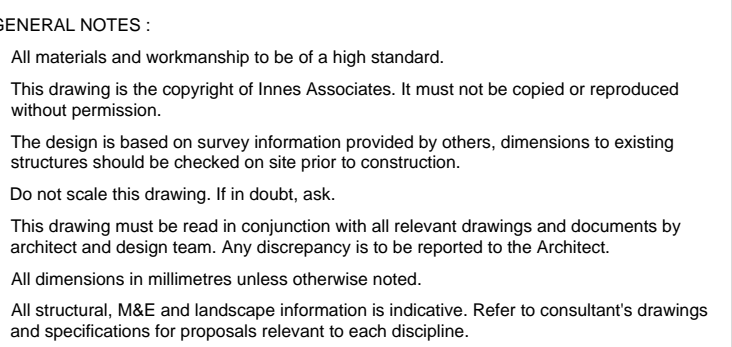 GENERAL NOTES :
All materials and workmanship to be of a high standard.
This drawing is the copyright of Innes Associates. It must not be copied or reproduced
without permission.
The design is based on survey information provided by others, dimensions to existing
structures should be checked on site prior to construction.
Do not scale this drawing. If in doubt, ask.
This drawing must be read in conjunction with all relevant drawings and documents by
architect and design team. Any discrepancy is to be reported to the Architect.
All dimensions in millimetres unless otherwise noted.
All structural, M&E and landscape information is indicative. Refer to consultant's drawings
and specifications for proposals relevant to each discipline.